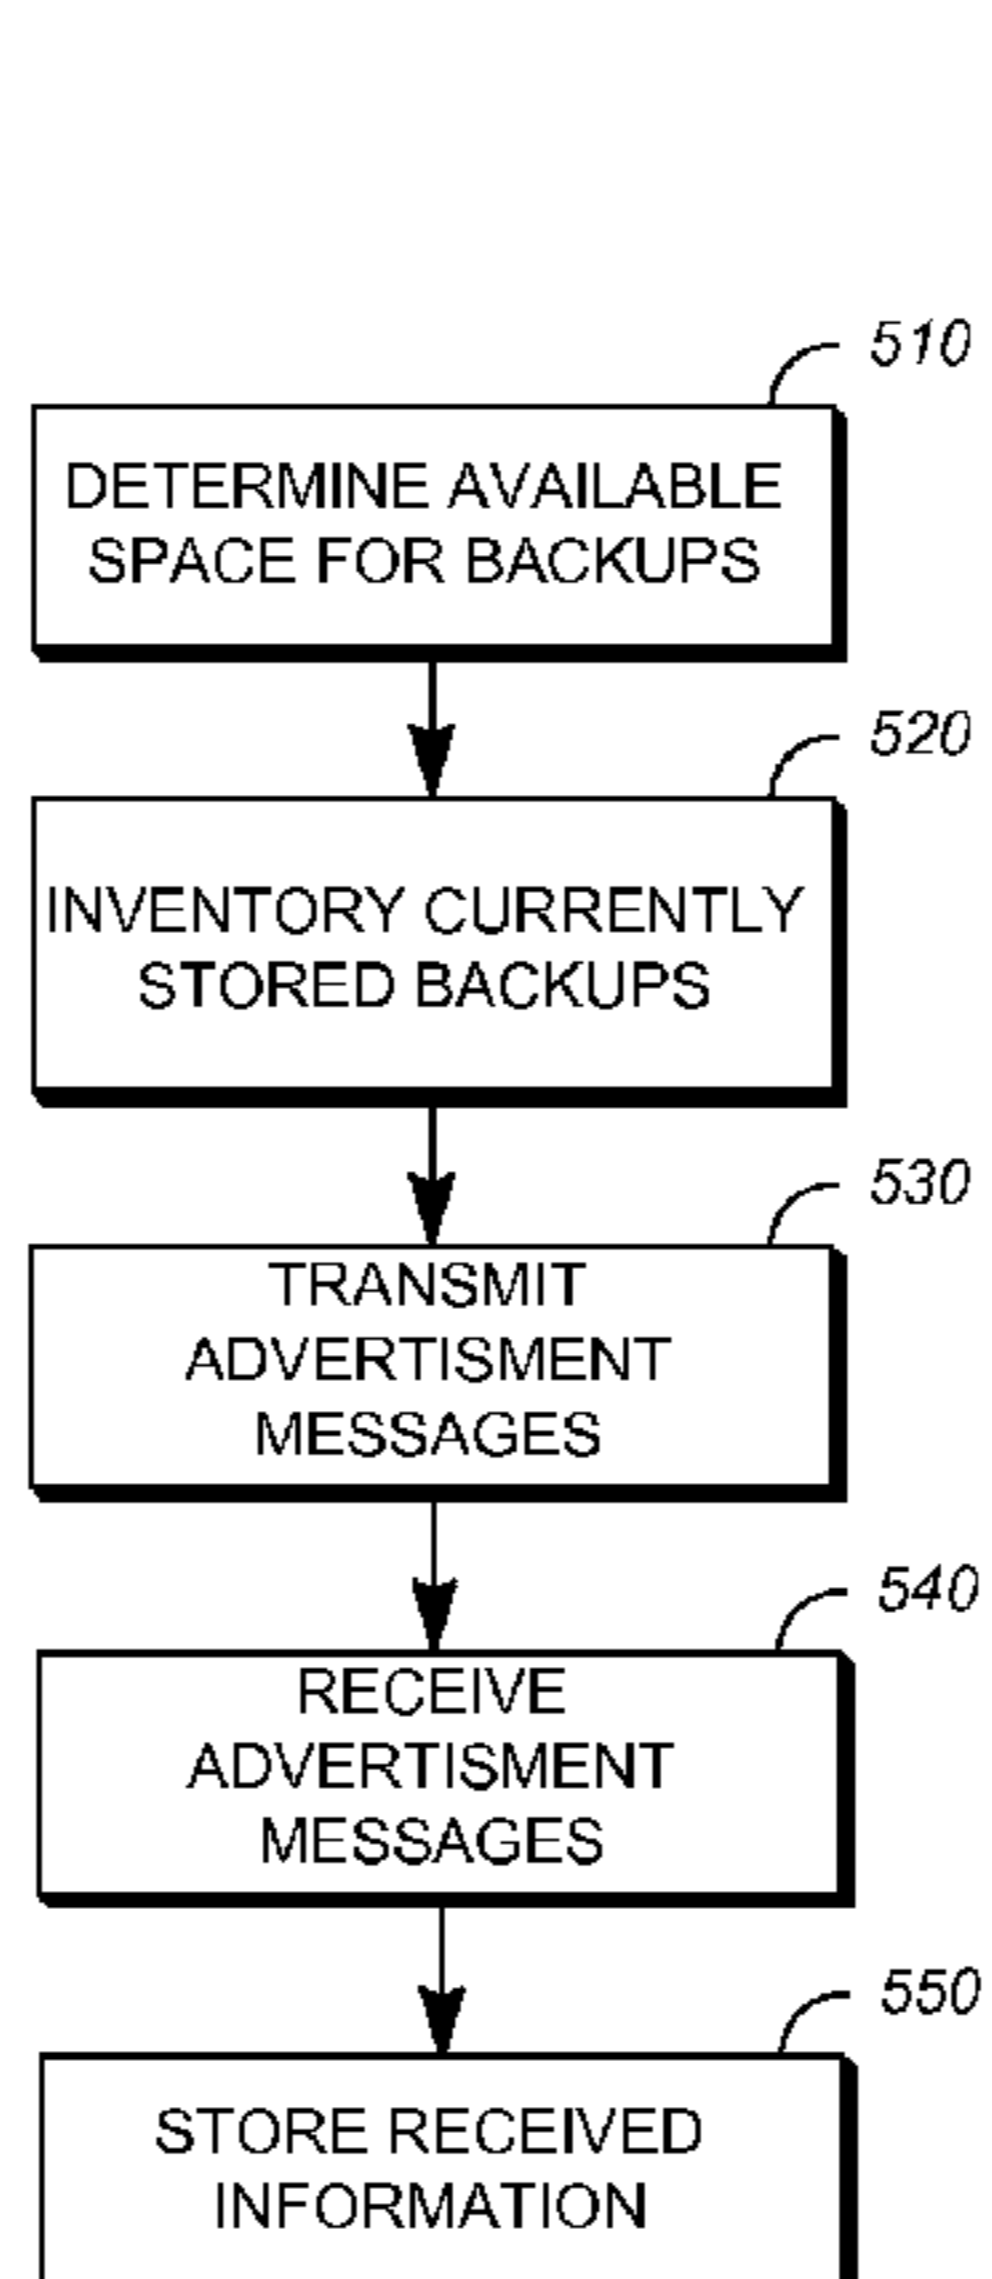 510
DETERMINE AVAILABLE
SPACE FOR BACKUPS
520
INVENTORY CURRENTLY
STORED BACKUPS
530
TRANSMIT
ADVERTISMENT
MESSAGES
540
RECEIVE
ADVERTISMENT
MESSAGES
550
STORE RECEIVED
INFORMATION